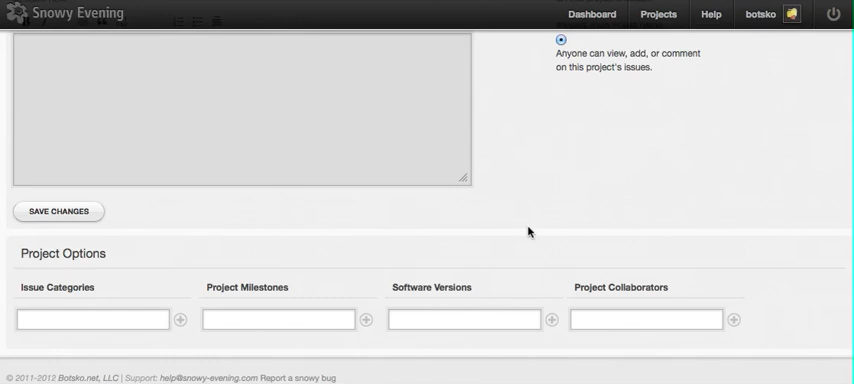 Snowy Evening
Dashboard
Projects
Help
botsko
Anyone can view, add, or comment
on this project's issues.
SAVE CHANGES
Project Options
Issue Categories
Project Milestones
Software Versions
Project Collaborators
© 2011-2012 Botsko.net, LLC | Support: help@snowy-evening.com Report a snowy bug